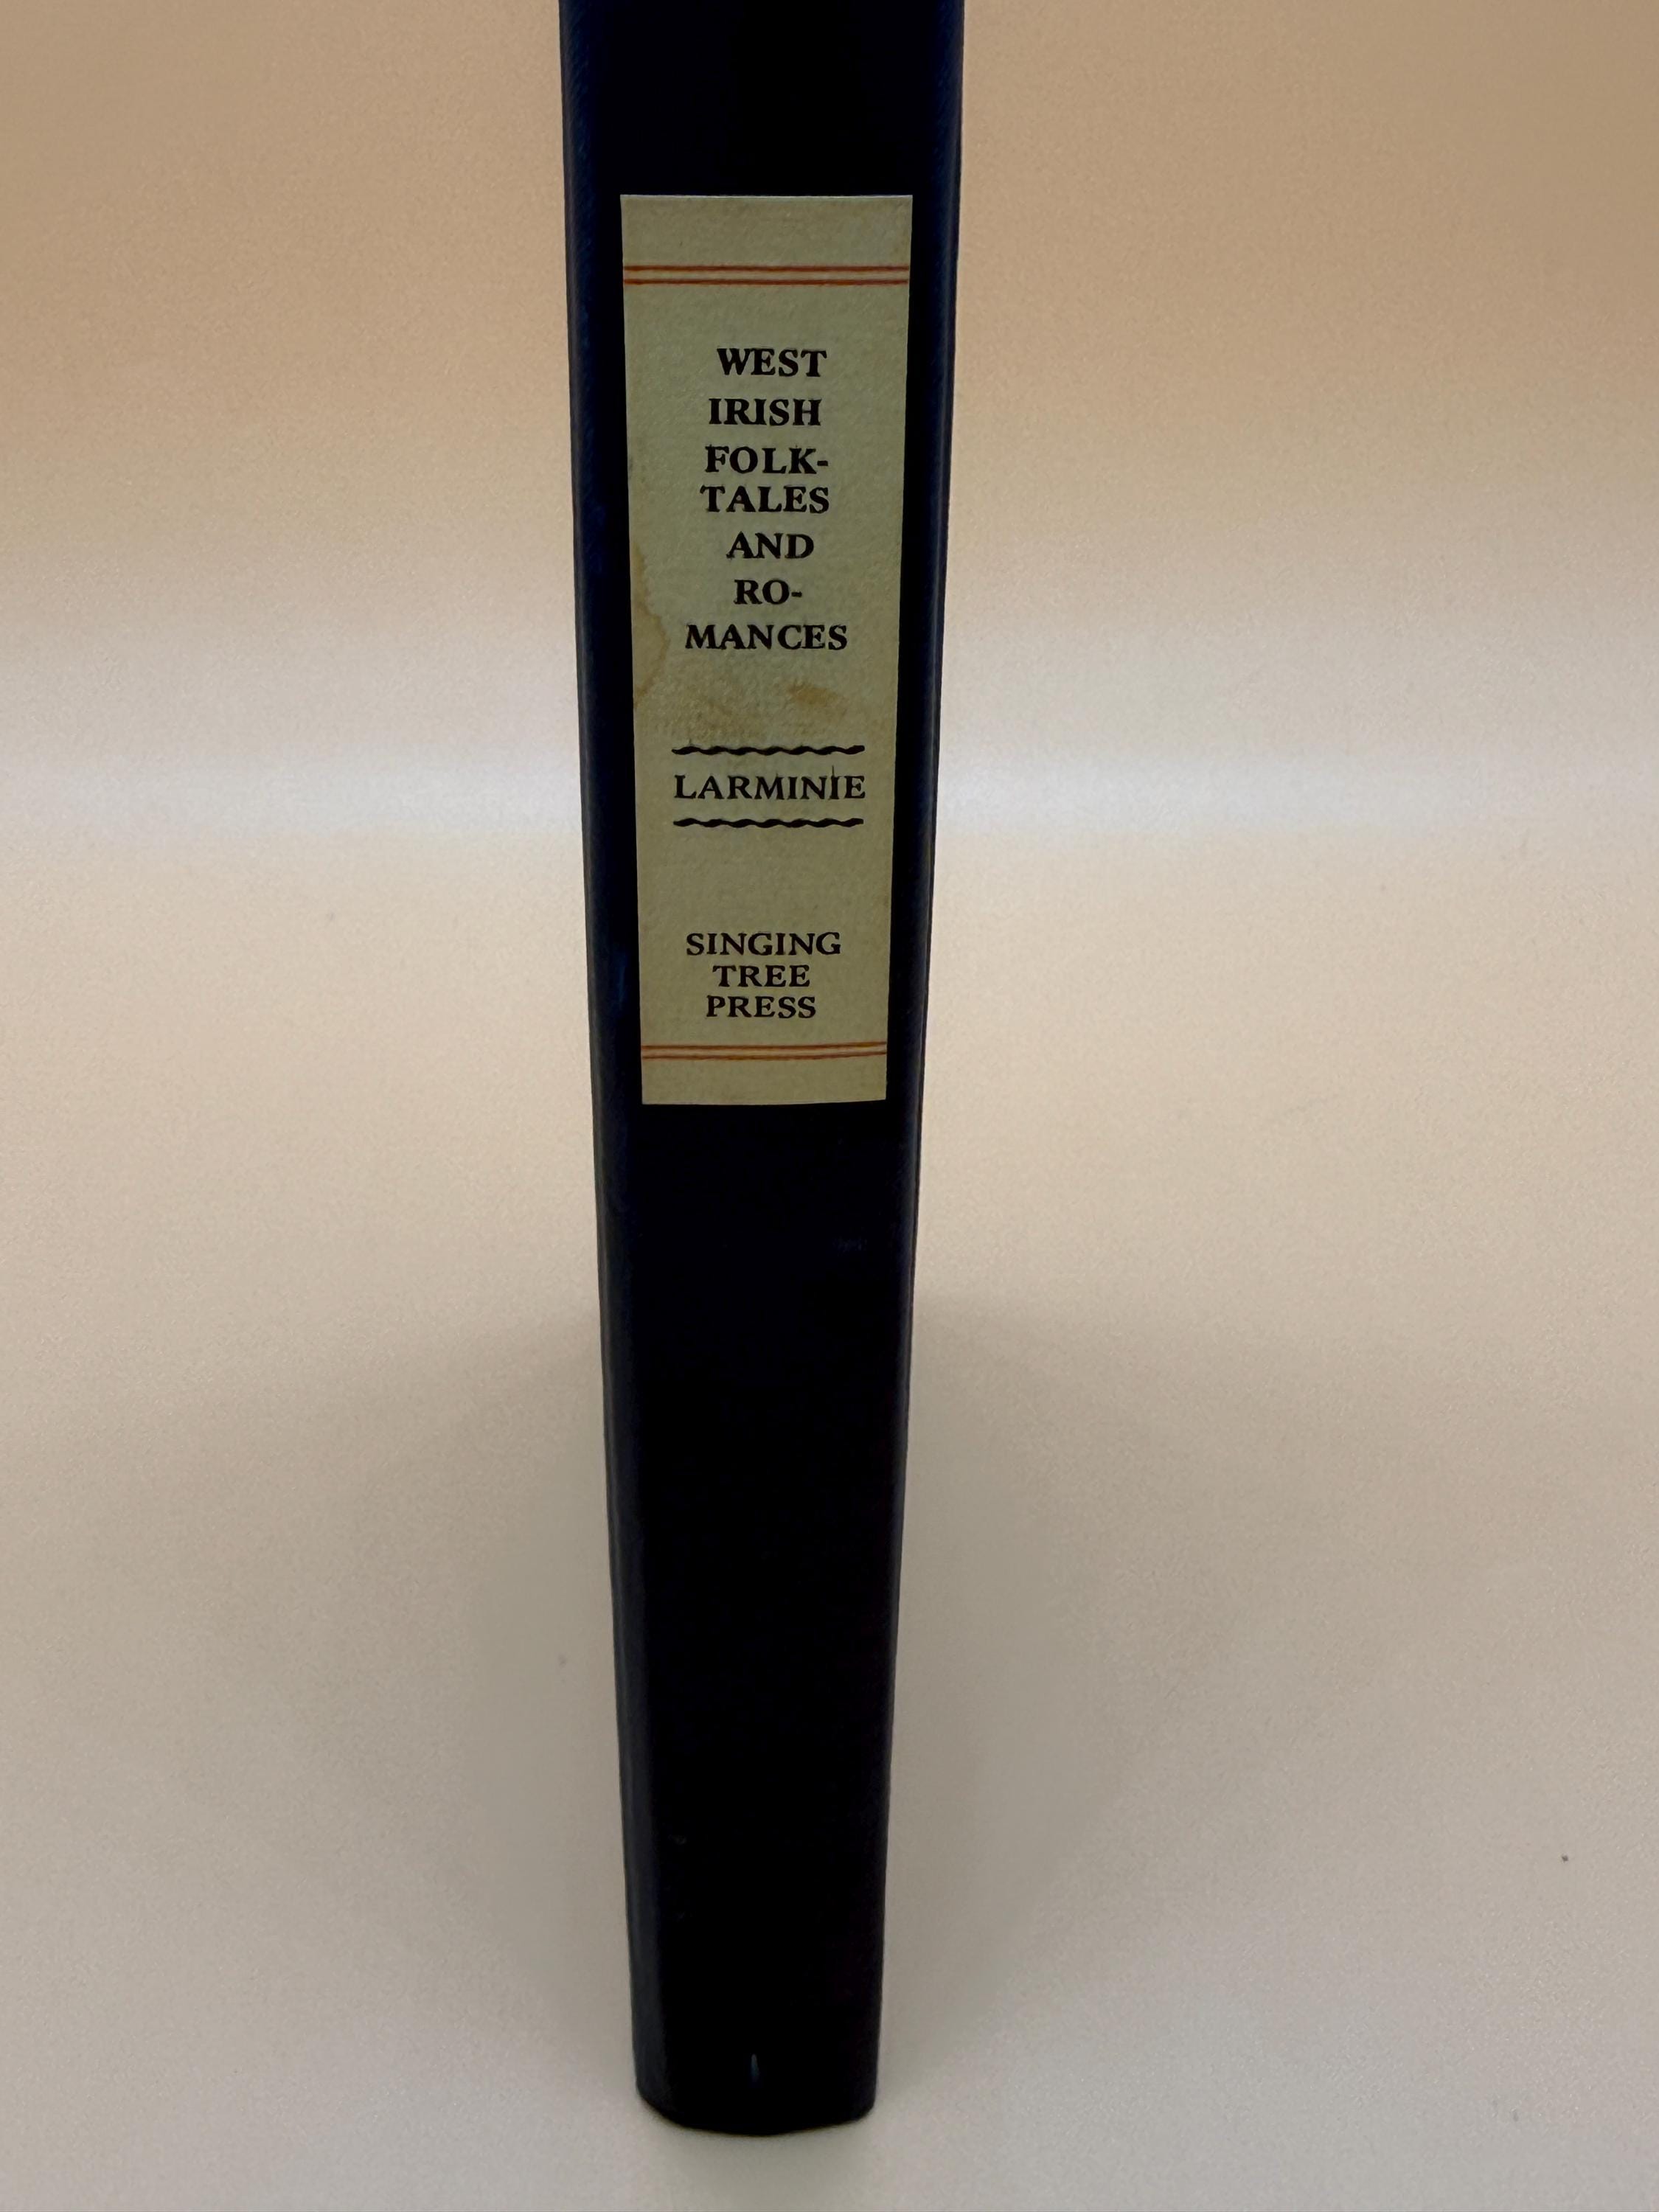 WEST
IRISH
FOLK-
TALES
AND
RO-
MANCES
LARMINIE
SINGING
TREE
PRESS